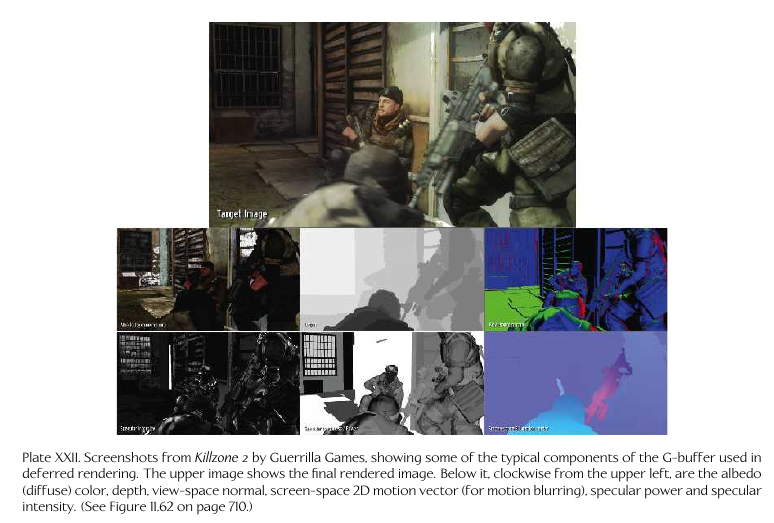 Target Image
Depth
Specular Intensity
Plate XXII. Screenshots from Killzone 2 by Guerrilla Games, showing some of the typical components of the G-buffer used in
deferred rendering. The upper image shows the final rendered image. Below it, clockwise from the upper left, are the albedo
(diffuse) color, depth, view-space normal, screen-space 2D motion vector (for motion blurring), specular power and specular
intensity. (See Figure 11.62 on page 710.)